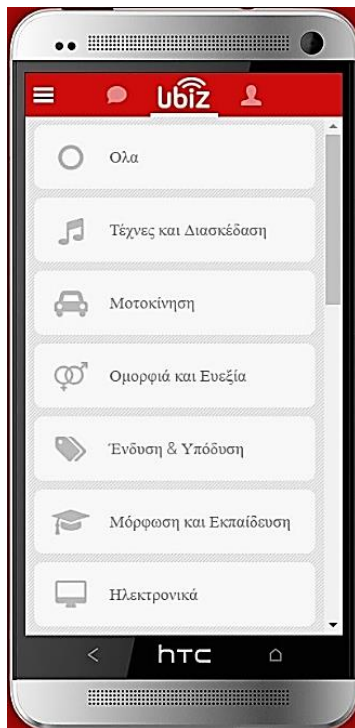 Ubiz
Ολα
Τέχνες και Διασκέδαση
Μοτοκίνηση
Ομορφιά και Ευεξία
Ένδυση & Υπόδυση
Μόρφωση και Εκπαίδευση
Ηλεκτρονικά
hTC